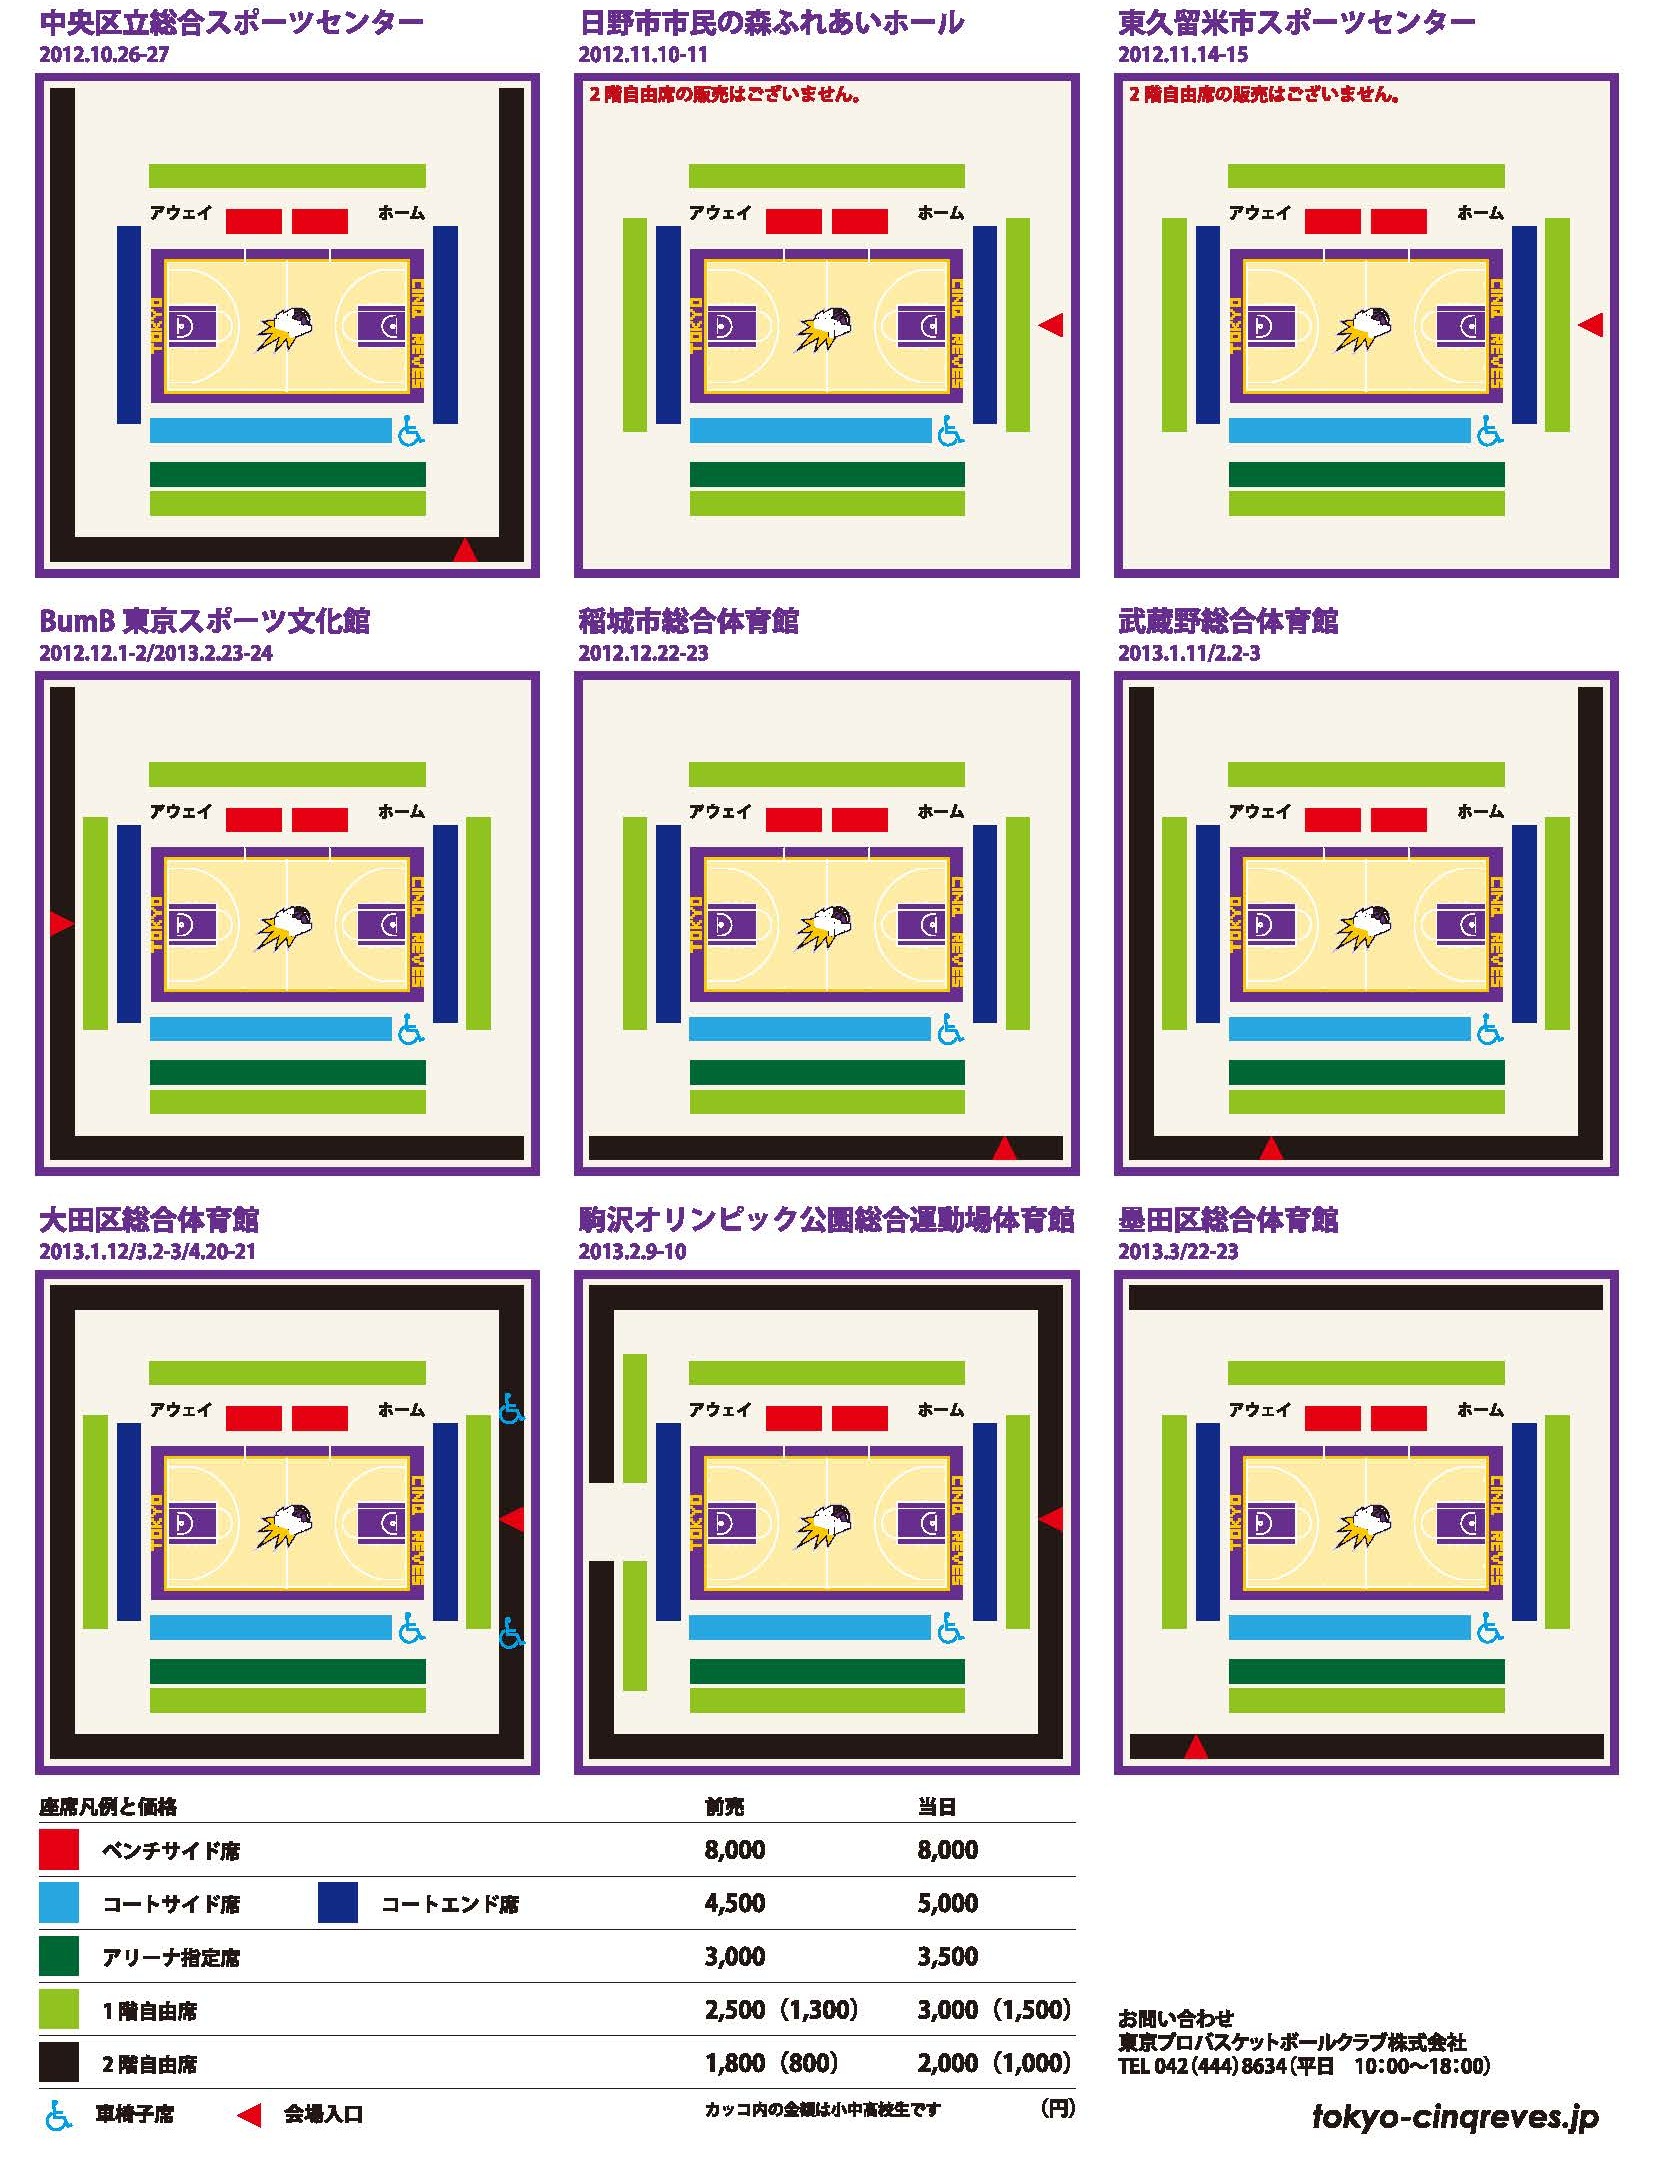 中央区立総合スポーツセンター
2012.10.26-27
アウェイ ホーム
TOKYO CINQ REVES
日野市市民の森ふれあいホール
2012.11.10-11
2階自由席の販売はございません。
アウェイ ホーム
TOKYO CINQ REVES
東久留米市スポーツセンター
2012.11.14-15
2階自由席の販売はございません。
アウェイ ホーム
TOKYO CINQ REVES
BumB 東京スポーツ文化館
2012.12.1-2/2013.2.23-24
アウェイ ホーム
TOKYO CINQ REVES
稲城市総合体育館
2012.12.22-23
アウェイ ホーム
TOKYO CINQ REVES
武蔵野総合体育館
2013.1.11/2.2-3
アウェイ ホーム
TOKYO CINQ REVES
大田区総合体育館
2013.1.12/3.2-3/4.20-21
アウェイ ホーム
TOKYO CINQ REVES
駒沢オリンピック公園総合運動場体育館
2013.2.9-10
アウェイ ホーム
TOKYO CINQ REVES
墨田区総合体育館
2013.3/22-23
アウェイ ホーム
TOKYO CINQ REVES
座席凡例と価格 前売 当日
ベンチサイド席 8,000 8,000
コートサイド席 コートエンド席 4,500 5,000
アリーナ指定席 3,000 3,500
1階自由席 2,500（1,300） 3,000（1,500）
2階自由席 1,800（800） 2,000（1,000）
車椅子席 会場入口 カッコ内の金額は小中高校生です （円）
お問い合わせ
東京プロバスケットボールクラブ株式会社
TEL 042（444）8634（平日　10：00〜18：00）
tokyo-cinqreves.jp